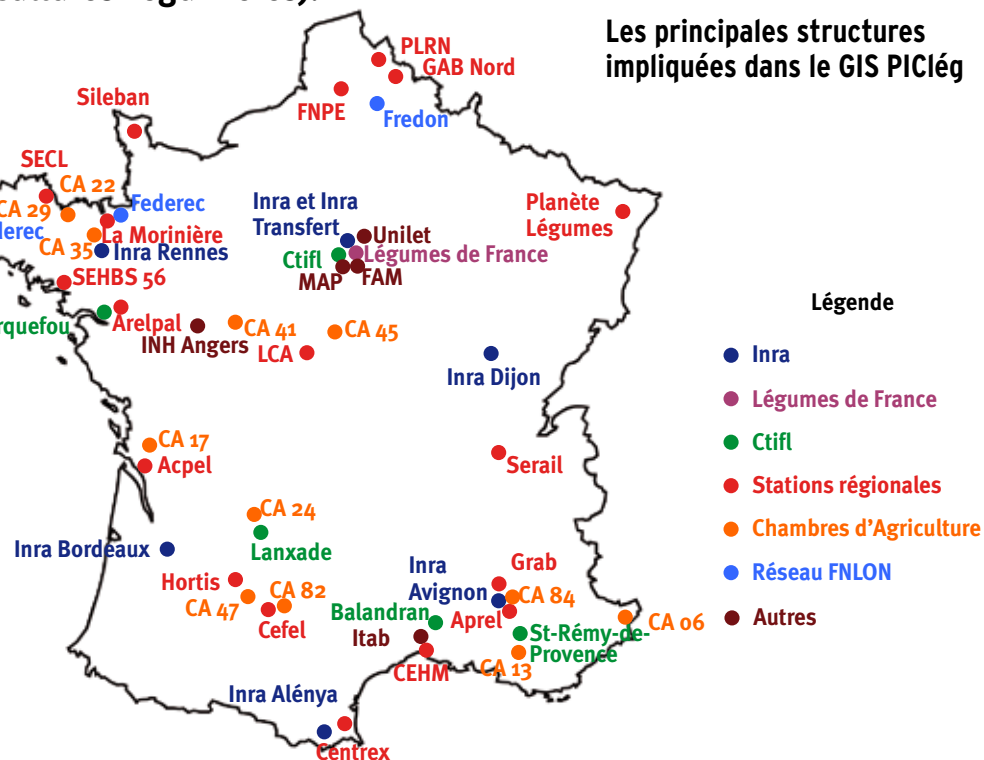 Les principales structures
impliquées dans le GIS PIClég
PLRN
GAB Nord
FNPE
Fredon
Sileban
SECL
CA 22
CA 29
Federec
La Morinière
CA 35
Inra Rennes
SEHBS 56
Arelpal
INH Angers
CA 41
LCA
CA 45
Inra et Inra
Transfert
Unilet
Ctifl
Légumes de France
MAP
FAM
Planète
Légumes
Inra Dijon
CA 17
Acpel
Serail
CA 24
Lanxade
Inra Bordeaux
Hortis
CA 47
CA 82
Cefel
Inra
Avignon
Grab
CA 84
Aprel
Balandran
Itab
CEHM
St-Rémy-de-
Provence
CA 13
CA 06
Inra Alénya
Centrex
Légende
Inra
Légumes de France
Ctifl
Stations régionales
Chambres d'Agriculture
Réseau FNLON
Autres